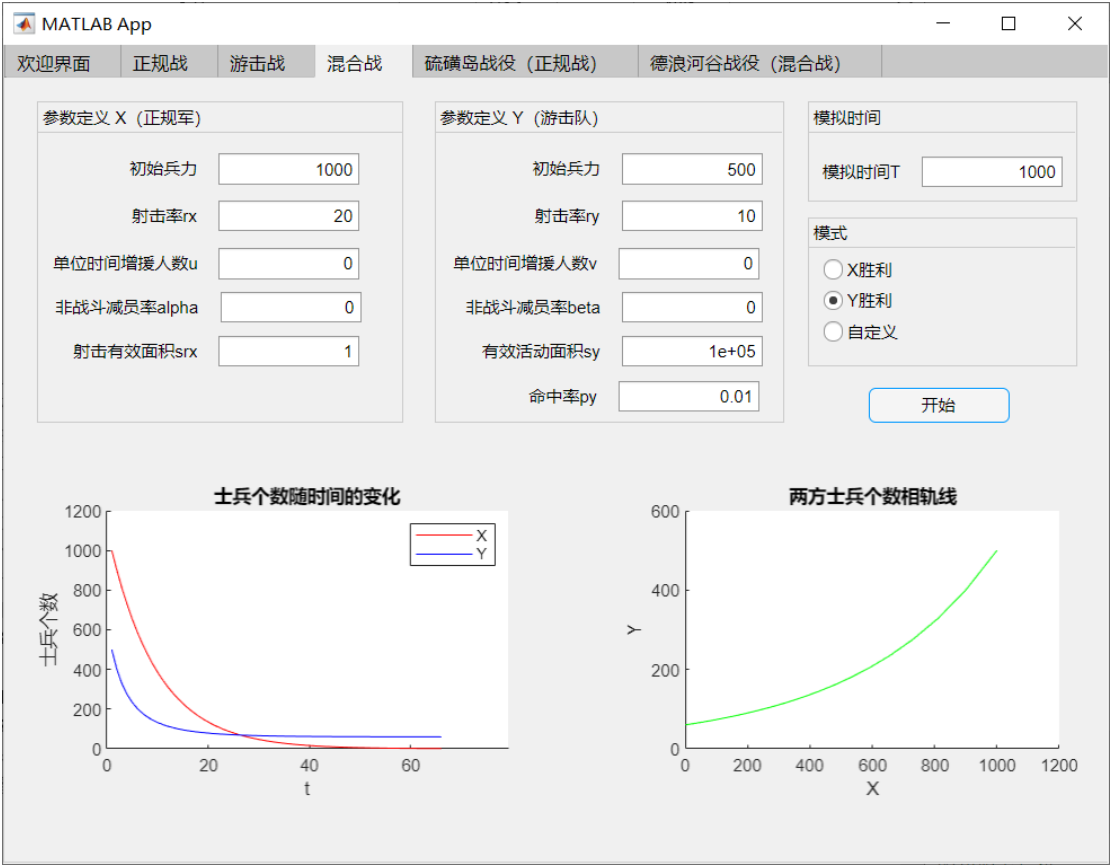 MATLAB App
欢迎界面 正规战 游击战 混合战 硫磺岛战役（正规战） 德浪河谷战役（混合战）
参数定义 X（正规军）
初始兵力 1000
射击率rx 20
单位时间增援人数u 0
非战斗减员率alpha 0
射击有效面积srx 1
参数定义 Y（游击队）
初始兵力 500
射击率ry 10
单位时间增援人数v 0
非战斗减员率beta 0
有效活动面积sy 1e+05
命中率py 0.01
模拟时间
模拟时间T 1000
模式
X胜利
Y胜利
自定义
开始
士兵个数随时间的变化
1200
1000
800
600
400
200
0
士兵个数
X
Y
0 20 40 60
t
两方士兵个数相轨线
600
400
200
0
Y
0 200 400 600 800 1000 1200
X